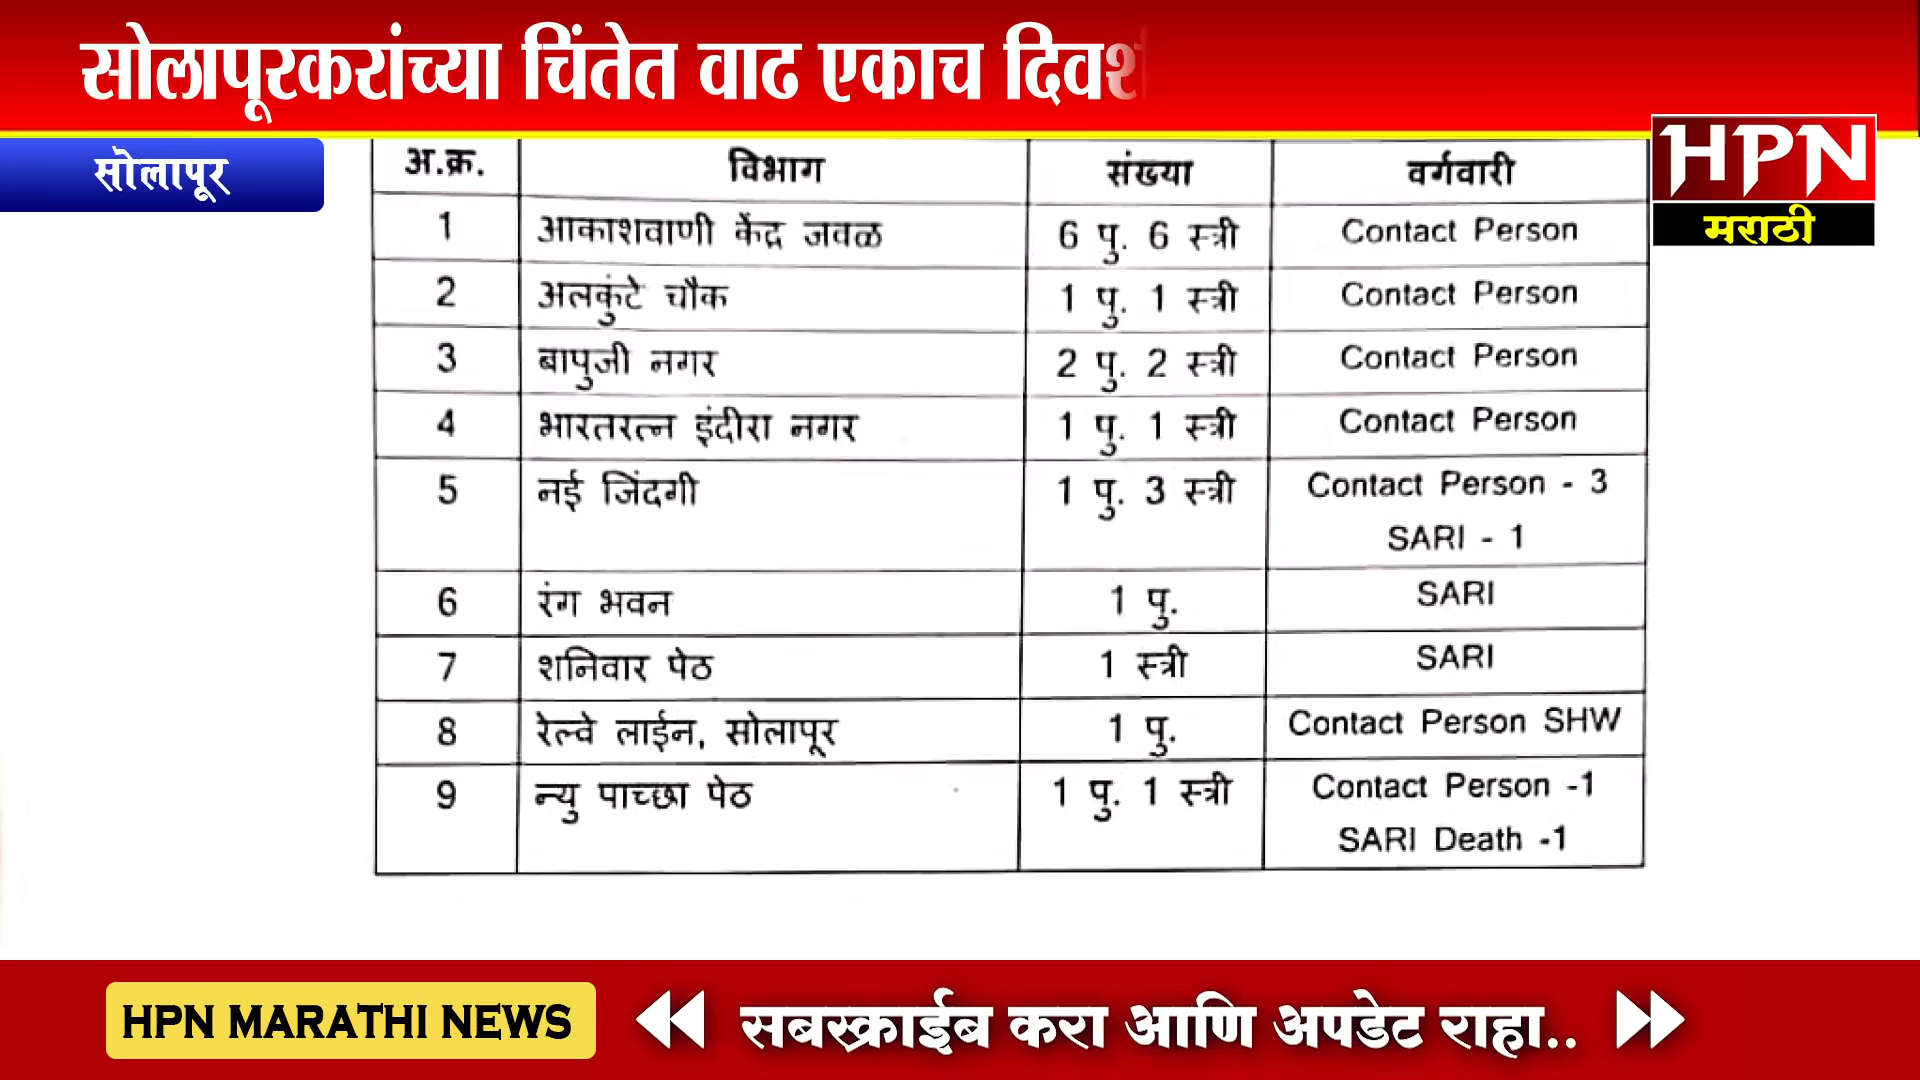 सोलापूरकरांच्या चिंतेत वाढ एकाच
सोलापूर
HPN
मराठी
अ.क्र. विभाग संख्या वर्गवारी
1 आकाशवाणी केंद्र जवळ 6 पु. 6 स्त्री Contact Person
2 अलकुंटे चौक 1 पु. 1 स्त्री Contact Person
3 बापुजी नगर 2 पु. 2 स्त्री Contact Person
4 भारतरत्न इंदीरा नगर 1 पु. 1 स्त्री Contact Person
5 नई जिंदगी 1 पु. 3 स्त्री Contact Person - 3
SARI - 1
6 रंग भवन 1 पु. SARI
7 शनिवार पेठ 1 स्त्री SARI
8 रेल्वे लाईन, सोलापूर 1 पु. Contact Person SHW
9 न्यु पाच्छा पेठ 1 पु. 1 स्त्री Contact Person -1
SARI Death -1
HPN MARATHI NEWS सबस्क्राईब करा आणि अपडेट राहा..